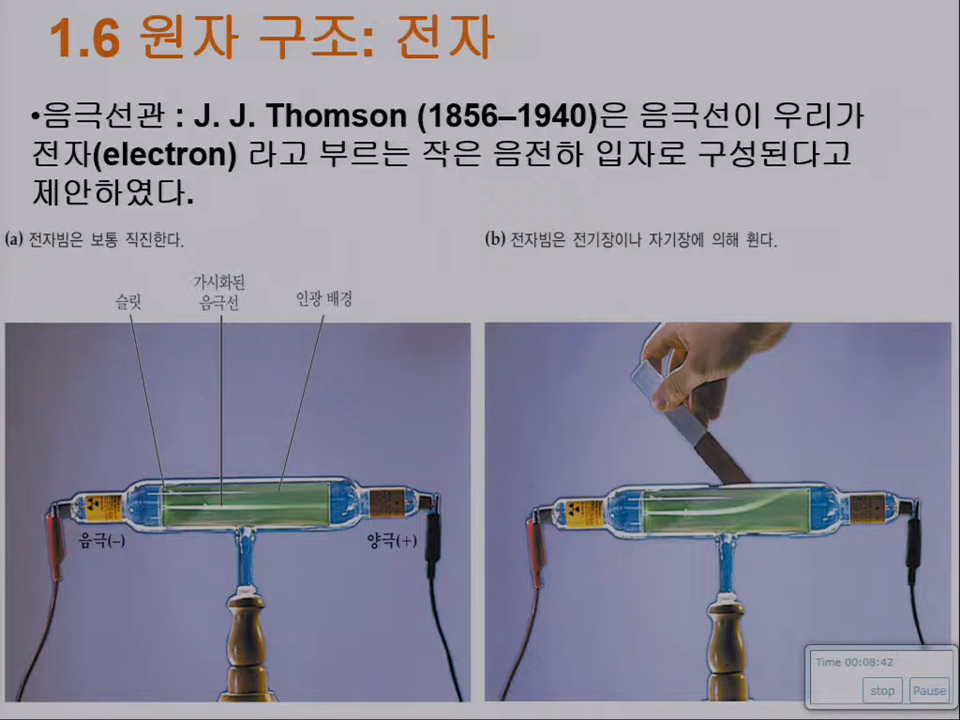 1.6 원자 구조: 전자
•음극선관 : J. J. Thomson (1856–1940)은 음극선이 우리가
전자(electron) 라고 부르는 작은 음전하 입자로 구성된다고
제안하였다.
(a) 전자빔은 보통 직진한다.
(b) 전자빔은 전기장이나 자기장에 의해 휜다.
슬릿
가시화된
음극선
인광 배경
음극(–)
양극(+)
Time 00:08:42
stop
Pause